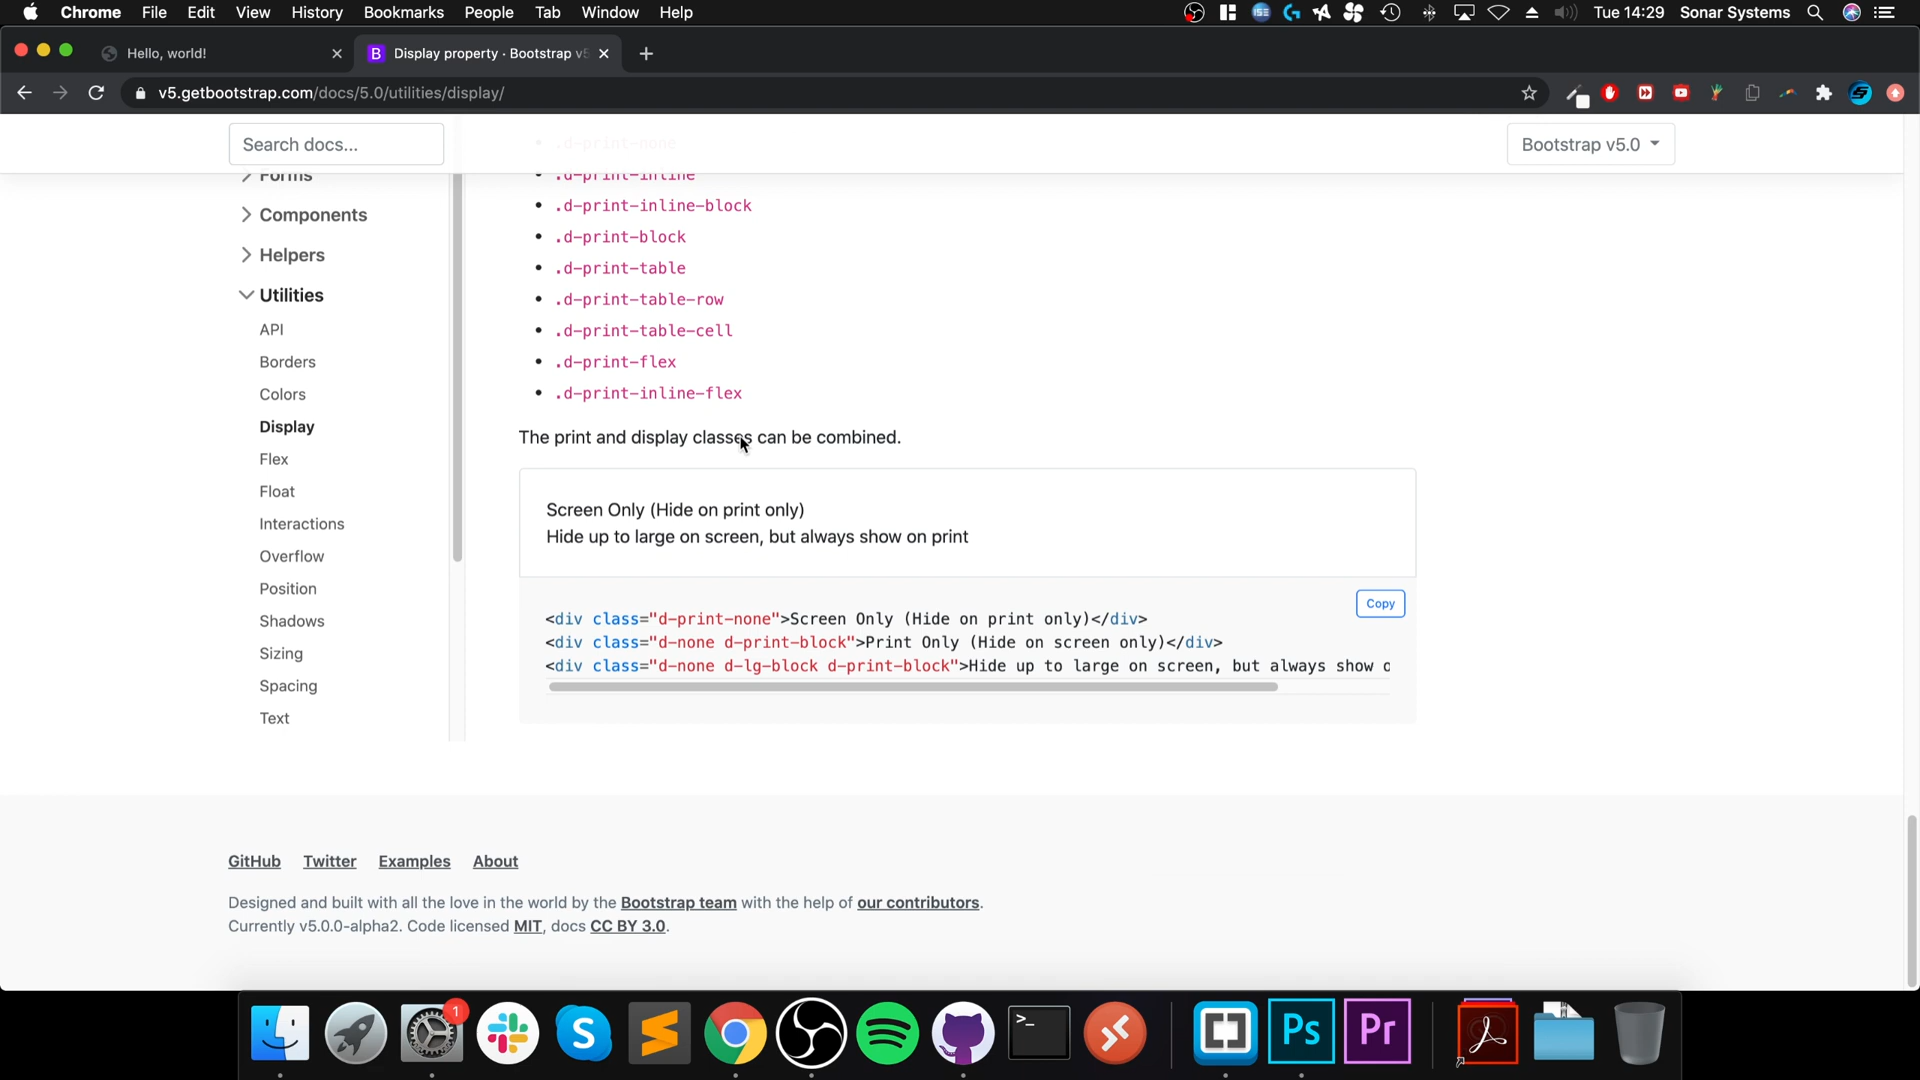 Chrome File Edit View History Bookmarks People Tab Window Help Tue 14:29 Sonar Systems
Hello, world! Display property · Bootstrap v5
v5.getbootstrap.com/docs/5.0/utilities/display/
Search docs... Bootstrap v5.0
Forms
Components
Helpers
Utilities
API
Borders
Colors
Display
Flex
Float
Interactions
Overflow
Position
Shadows
Sizing
Spacing
Text
.d-print-none
.d-print-inline
.d-print-inline-block
.d-print-block
.d-print-table
.d-print-table-row
.d-print-table-cell
.d-print-flex
.d-print-inline-flex
The print and display classes can be combined.
Screen Only (Hide on print only)
Hide up to large on screen, but always show on print
Copy
<div class="d-print-none">Screen Only (Hide on print only)</div>
<div class="d-none d-print-block">Print Only (Hide on screen only)</div>
<div class="d-none d-lg-block d-print-block">Hide up to large on screen, but always show o
GitHub Twitter Examples About
Designed and built with all the love in the world by the Bootstrap team with the help of our contributors.
Currently v5.0.0-alpha2. Code licensed MIT, docs CC BY 3.0.
1
S
>_
Ps
Pr